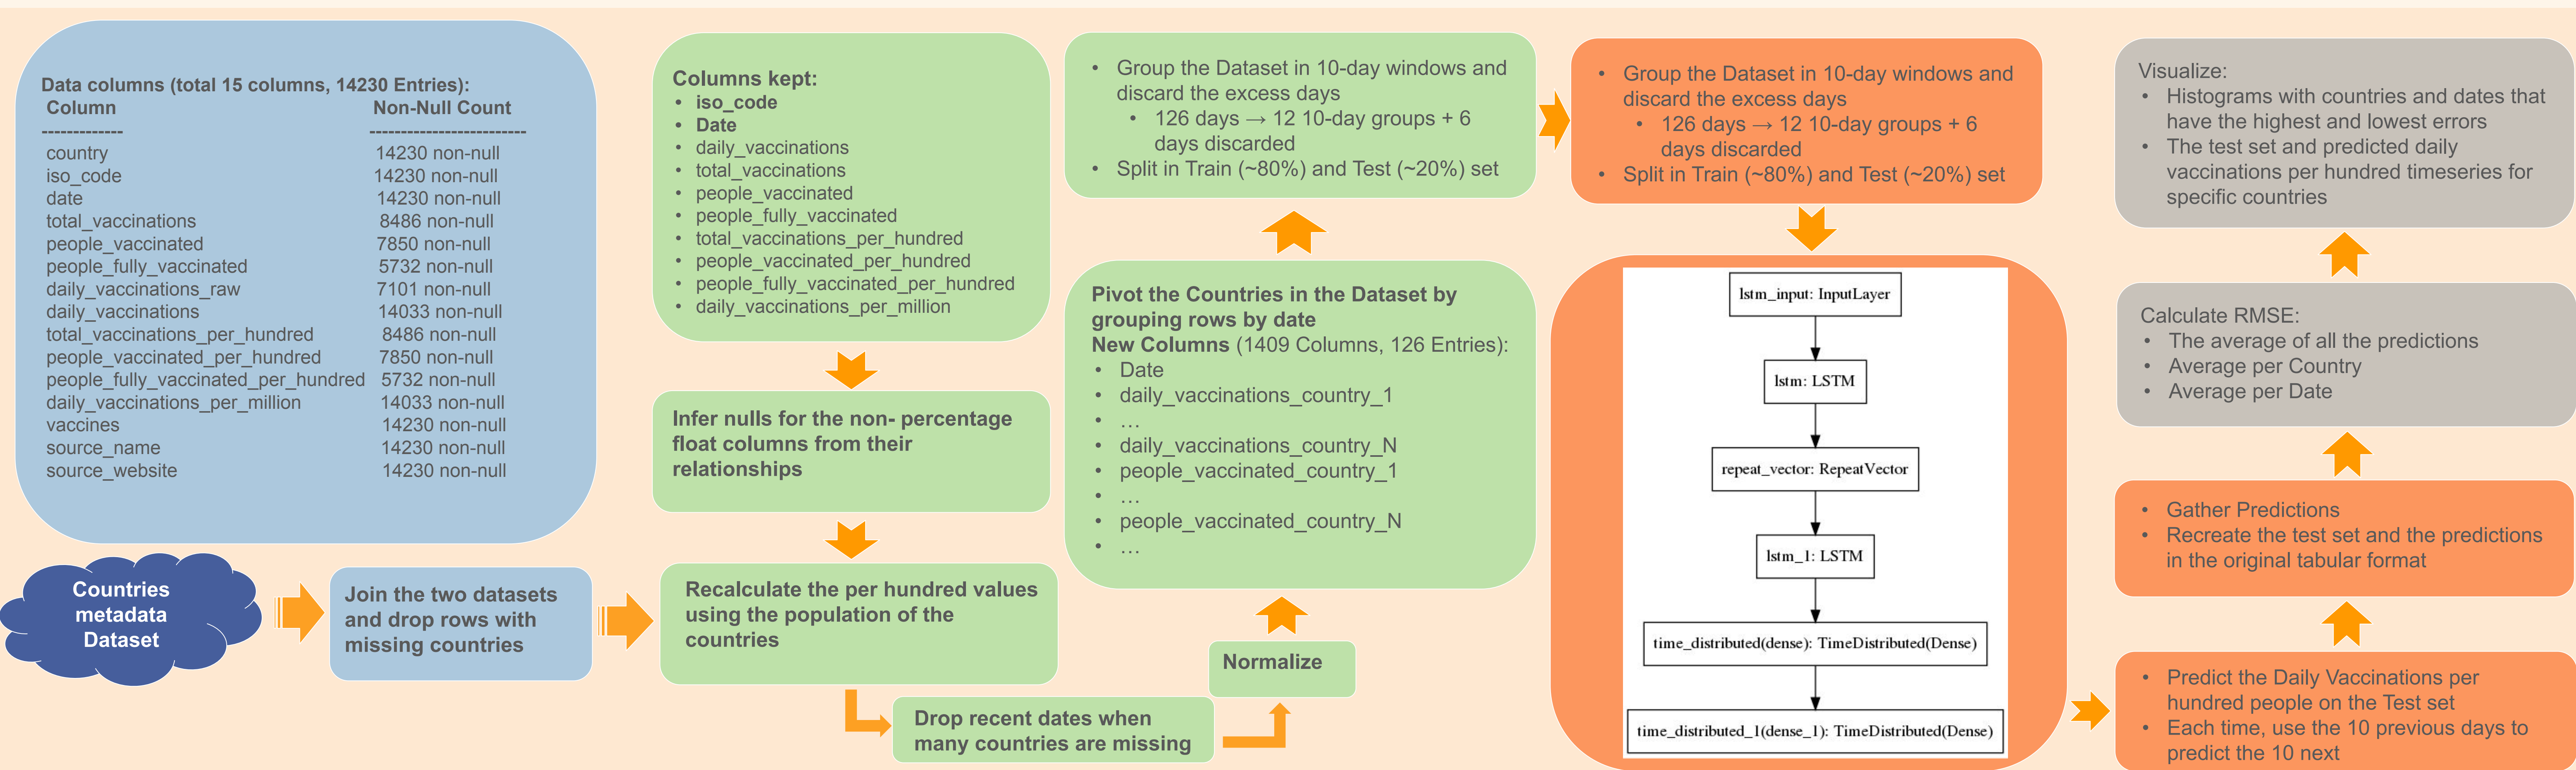 Data columns (total 15 columns, 14230 Entries):
Column Non-Null Count
------------- --------------------------
country 14230 non-null
iso_code 14230 non-null
date 14230 non-null
total_vaccinations 8486 non-null
people_vaccinated 7850 non-null
people_fully_vaccinated 5732 non-null
daily_vaccinations_raw 7101 non-null
daily_vaccinations 14033 non-null
total_vaccinations_per_hundred 8486 non-null
people_vaccinated_per_hundred 7850 non-null
people_fully_vaccinated_per_hundred 5732 non-null
daily_vaccinations_per_million 14033 non-null
vaccines 14230 non-null
source_name 14230 non-null
source_website 14230 non-null
Countries
metadata
Dataset
Join the two datasets
and drop rows with
missing countries
Columns kept:
• iso_code
• Date
• daily_vaccinations
• total_vaccinations
• people_vaccinated
• people_fully_vaccinated
• total_vaccinations_per_hundred
• people_vaccinated_per_hundred
• people_fully_vaccinated_per_hundred
• daily_vaccinations_per_million
Infer nulls for the non- percentage
float columns from their
relationships
Recalculate the per hundred values
using the population of the
countries
Drop recent dates when
many countries are missing
Normalize
Pivot the Countries in the Dataset by
grouping rows by date
New Columns (1409 Columns, 126 Entries):
• Date
• daily_vaccinations_country_1
• …
• daily_vaccinations_country_N
• people_vaccinated_country_1
• …
• people_vaccinated_country_N
• …
• Group the Dataset in 10-day windows and
discard the excess days
• 126 days → 12 10-day groups + 6
days discarded
• Split in Train (~80%) and Test (~20%) set
• Group the Dataset in 10-day windows and
discard the excess days
• 126 days → 12 10-day groups + 6
days discarded
• Split in Train (~80%) and Test (~20%) set
lstm_input: InputLayer
lstm: LSTM
repeat_vector: RepeatVector
lstm_1: LSTM
time_distributed(dense): TimeDistributed(Dense)
time_distributed_1(dense_1): TimeDistributed(Dense)
• Predict the Daily Vaccinations per
hundred people on the Test set
• Each time, use the 10 previous days to
predict the 10 next
• Gather Predictions
• Recreate the test set and the predictions
in the original tabular format
Calculate RMSE:
• The average of all the predictions
• Average per Country
• Average per Date
Visualize:
• Histograms with countries and dates that
have the highest and lowest errors
• The test set and predicted daily
vaccinations per hundred timeseries for
specific countries